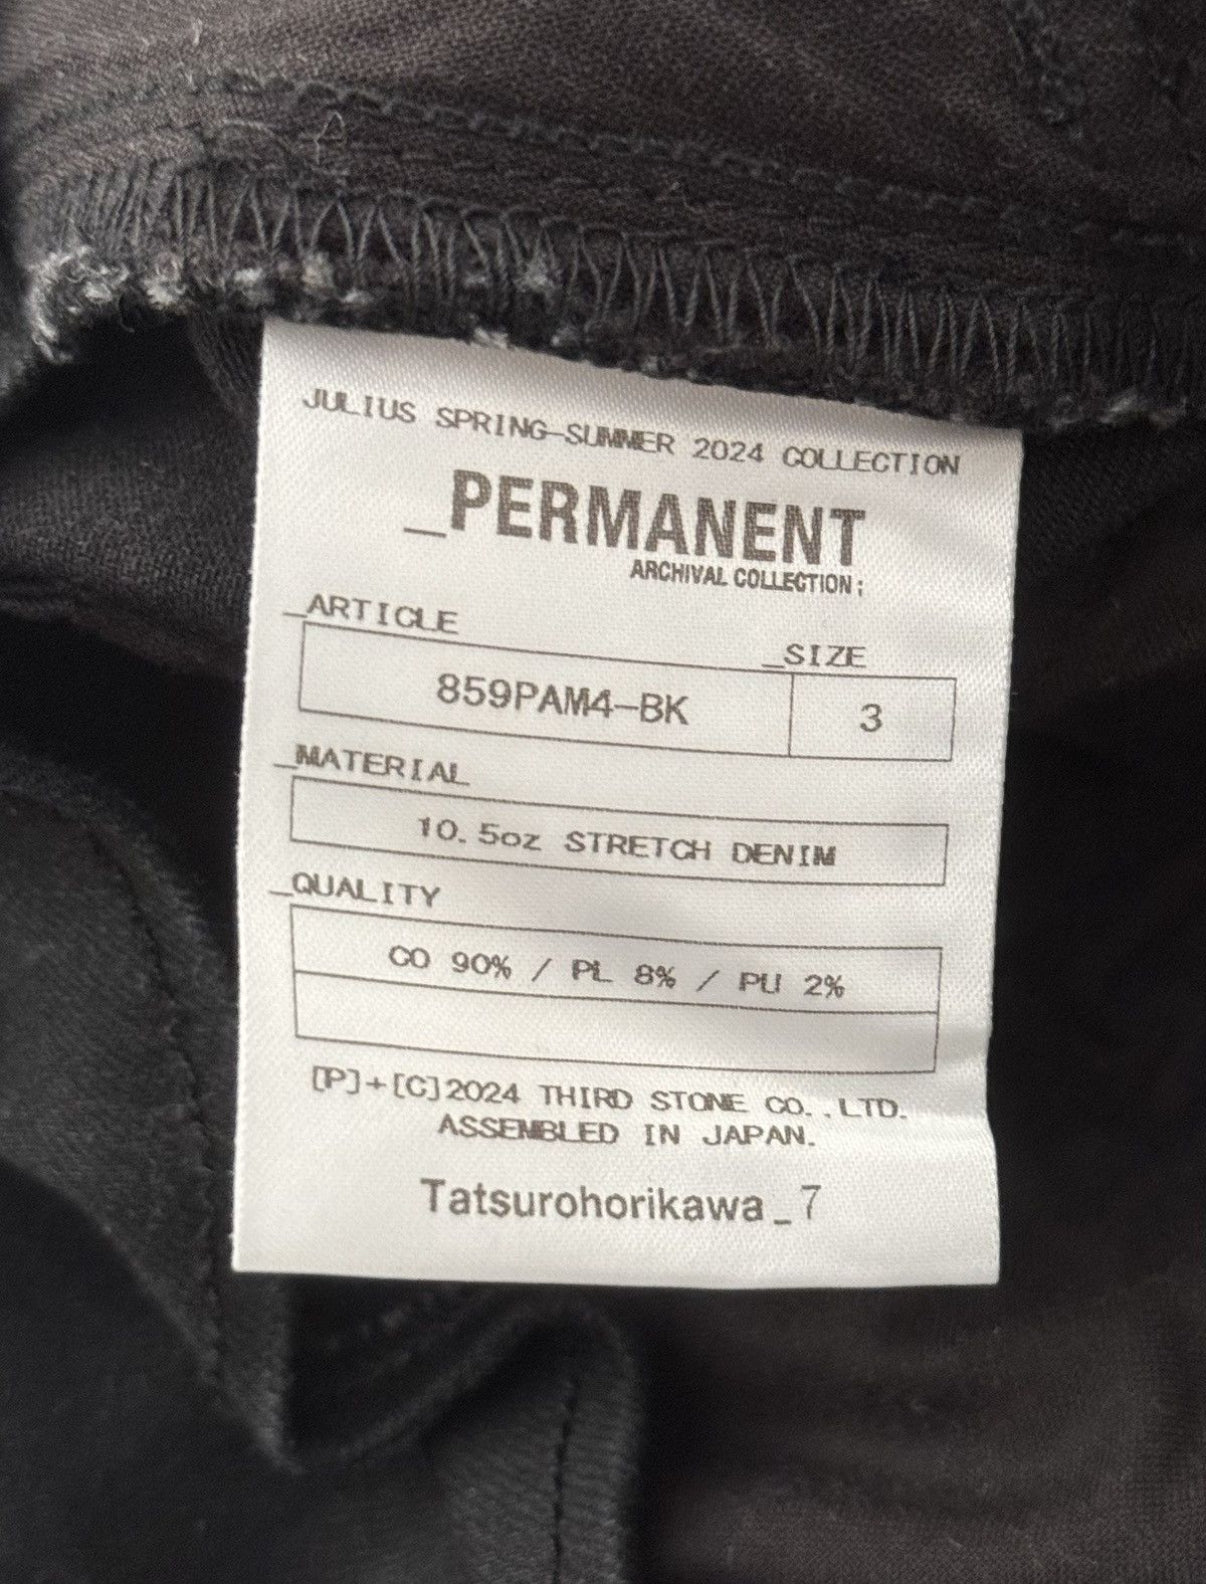 JULIUS SPRING-SUMMER 2024 COLLECTION
_PERMANENT
ARCHIVAL COLLECTION;
_ARTICLE
_SIZE
859PAM4-BK
3
_MATERIAL
10.5oz STRETCH DENIM
_QUALITY
CO 90% / PL 8% / PU 2%
[P]+[C]2024 THIRD STONE CO.,LTD.
ASSEMBLED IN JAPAN.
Tatsurohorikawa_7